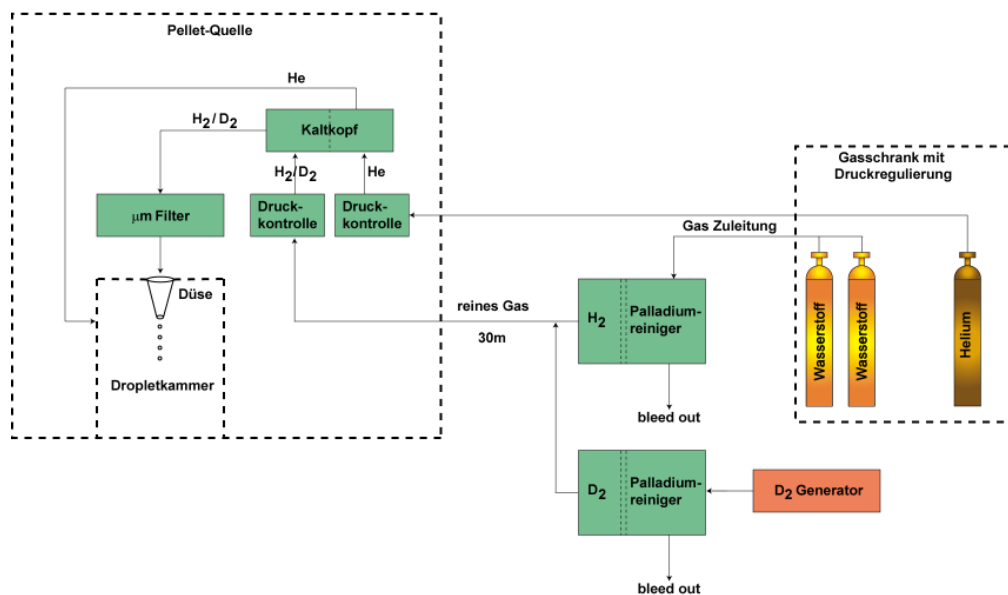 Pellet-Quelle
He
H2/D2
Kaltkopf
H2/D2
He
Gasschrank mit
Druckregulierung
µm Filter
Druck-
kontrolle
Druck-
kontrolle
Gas Zuleitung
Düse
reines Gas
30m
H2
Palladium-
reiniger
Wasserstoff
Wasserstoff
Helium
Dropletkammer
bleed out
D2
Palladium-
reiniger
D2 Generator
bleed out